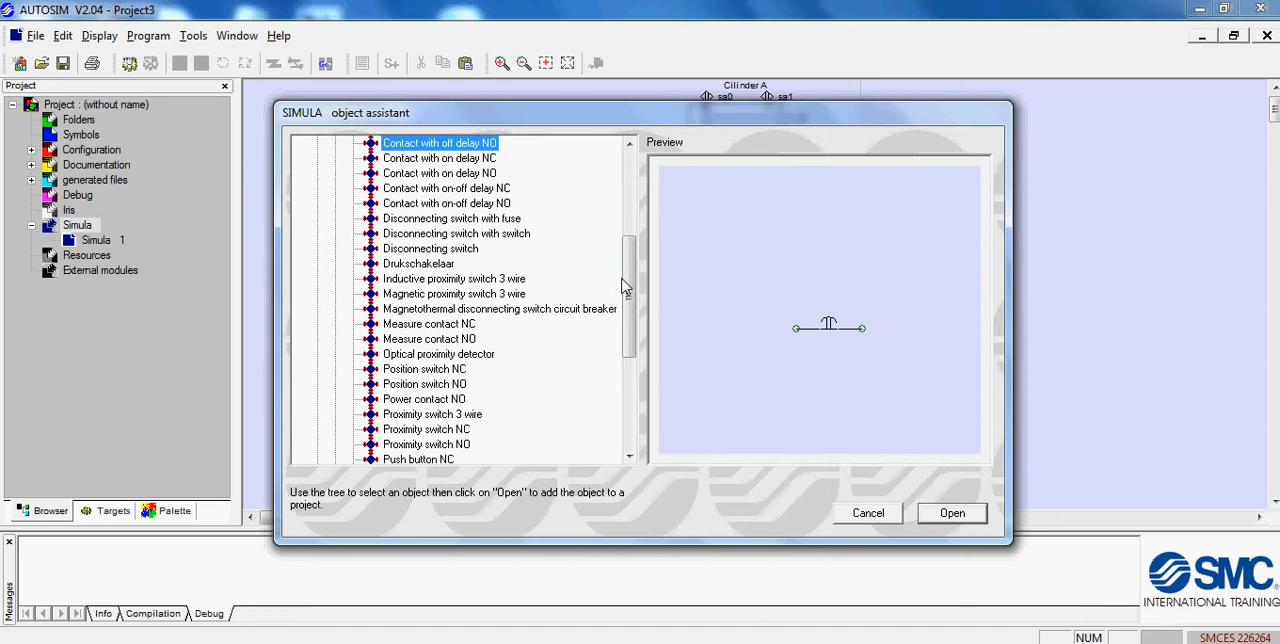 AUTOSIM V2.04 - Project3
File Edit Display Program Tools Window Help
Project
Project : (without name)
Folders
Symbols
Configuration
Documentation
generated files
Debug
Iris
Simula
Simula 1
Resources
External modules
Browser Targets Palette
Cilinder A
sa0 sa1
SIMULA object assistant
Contact with off delay NO
Contact with on delay NC
Contact with on delay NO
Contact with on-off delay NC
Contact with on-off delay NO
Disconnecting switch with fuse
Disconnecting switch with switch
Disconnecting switch
Drukschakelaar
Inductive proximity switch 3 wire
Magnetic proximity switch 3 wire
Magnetothermal disconnecting switch circuit breaker
Measure contact NC
Measure contact NO
Optical proximity detector
Position switch NC
Position switch NO
Power contact NO
Proximity switch 3 wire
Proximity switch NC
Proximity switch NO
Push button NC
Preview
Use the tree to select an object then click on "Open" to add the object to a
project.
Cancel Open
Messages
Info Compilation Debug
SMC
INTERNATIONAL TRAINING
NUM
SMCES 226264